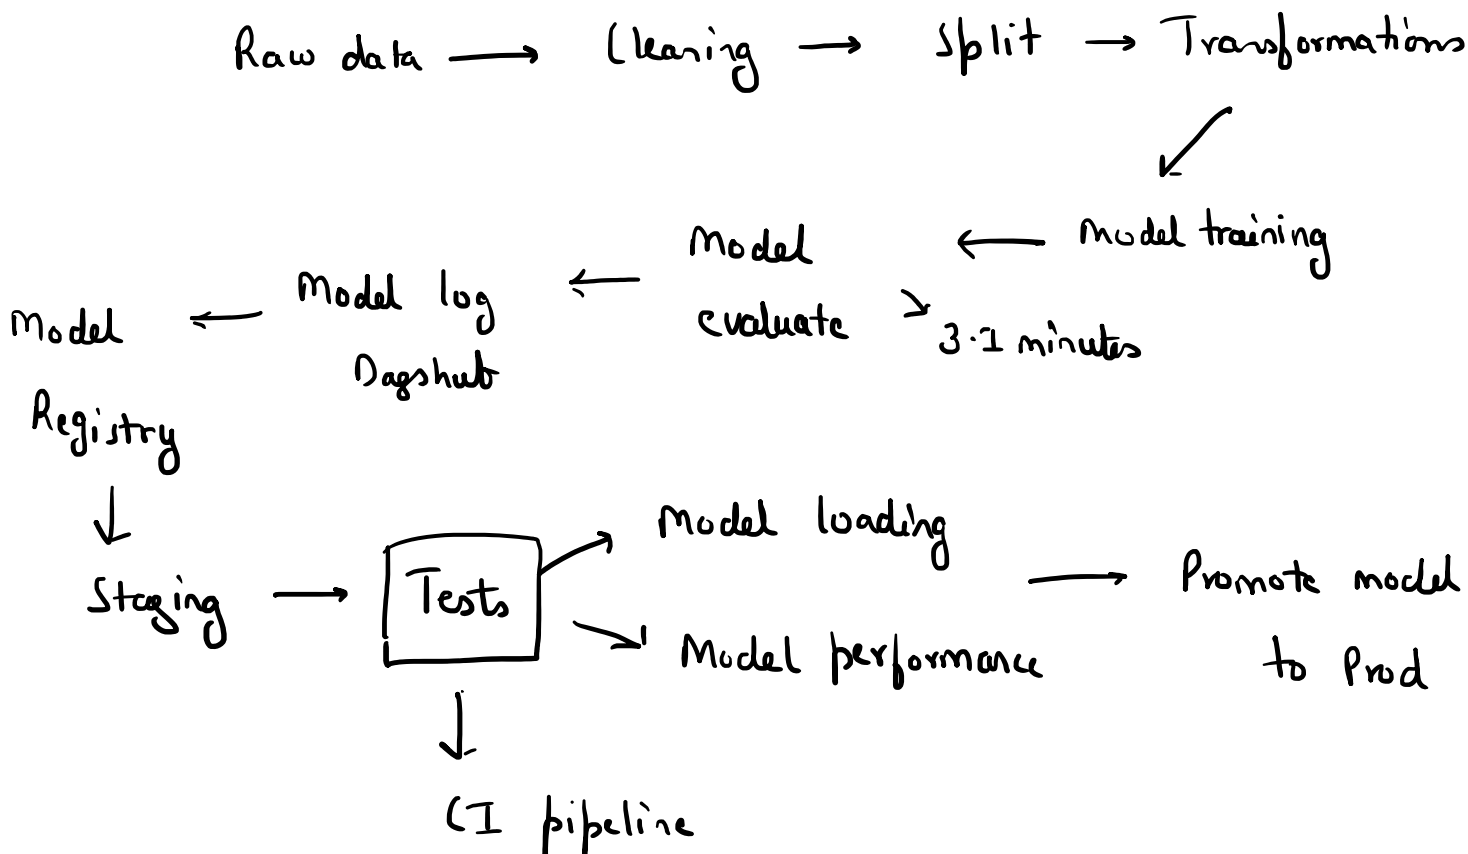 Raw data → Cleaning → Split → Transformations
Model training
Model
evaluate
3.1 minutes
Model log
Dagshub
Model
Registry
Staging
Tests
Model loading
Model performance
Promote model
to Prod
CI pipeline